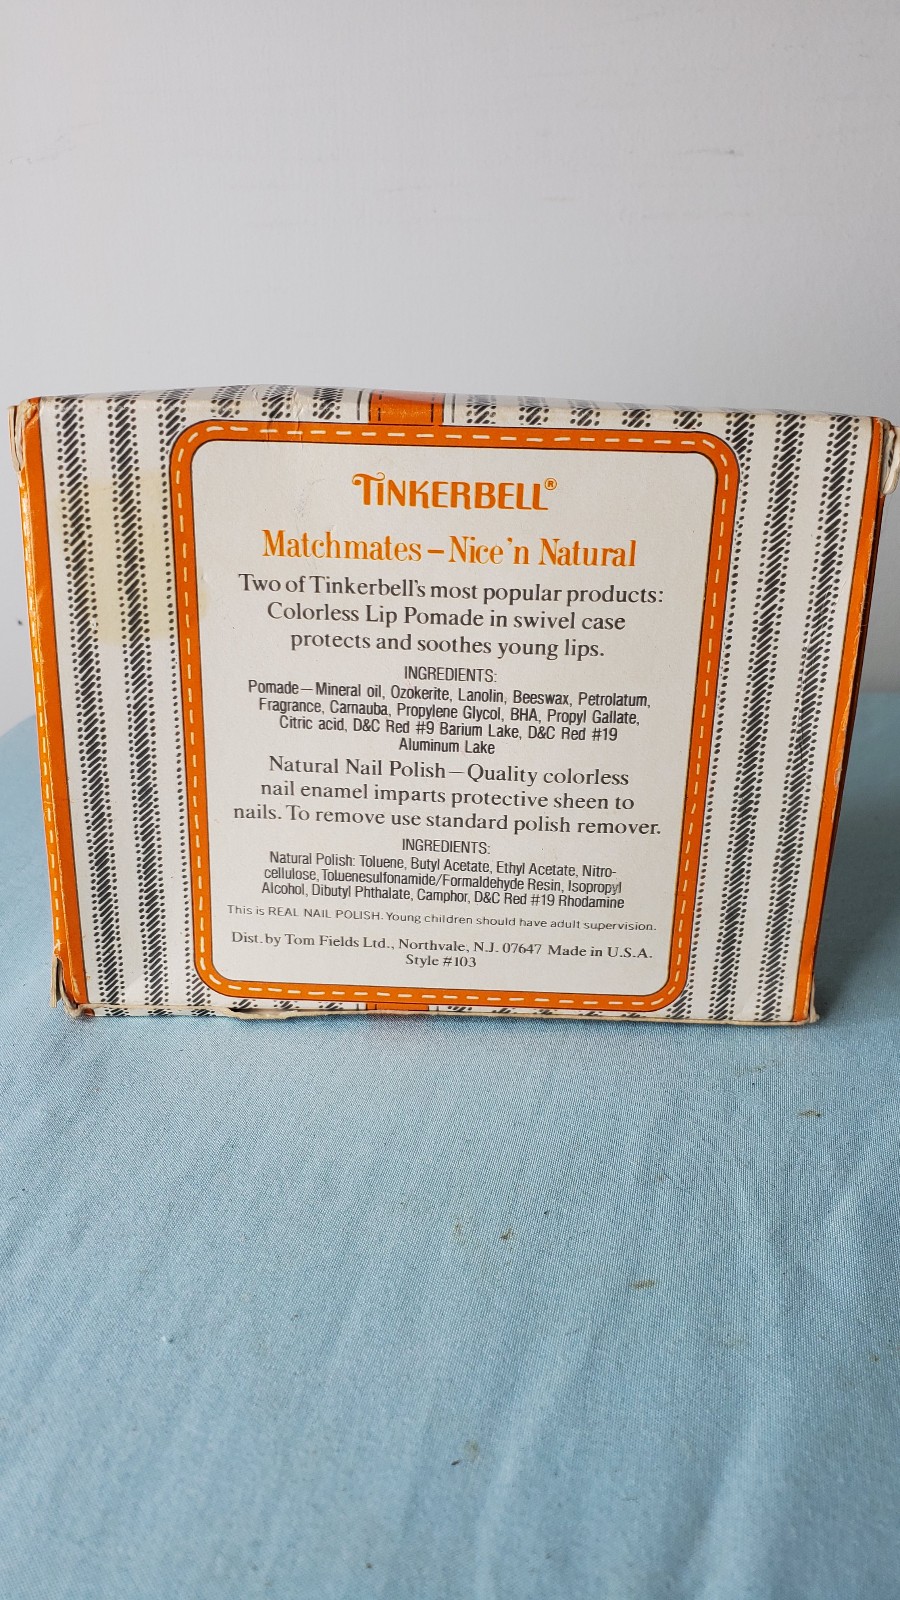 TINKERBELL®
Matchmates – Nice 'n Natural
Two of Tinkerbell's most popular products:
Colorless Lip Pomade in swivel case
protects and soothes young lips.
INGREDIENTS:
Pomade — Mineral oil, Ozokerite, Lanolin, Beeswax, Petrolatum,
Fragrance, Carnauba, Propylene Glycol, BHA, Propyl Gallate,
Citric acid, D&C Red #9 Barium Lake, D&C Red #19
Aluminum Lake
Natural Nail Polish — Quality colorless
nail enamel imparts protective sheen to
nails. To remove use standard polish remover.
INGREDIENTS:
Natural Polish: Toluene, Butyl Acetate, Ethyl Acetate, Nitro-
cellulose, Toluenesulfonamide/Formaldehyde Resin, Isopropyl
Alcohol, Dibutyl Phthalate, Camphor, D&C Red #19 Rhodamine
This is REAL NAIL POLISH. Young children should have adult supervision.
Dist. by Tom Fields Ltd., Northvale, N.J. 07647 Made in U.S.A.
Style #103